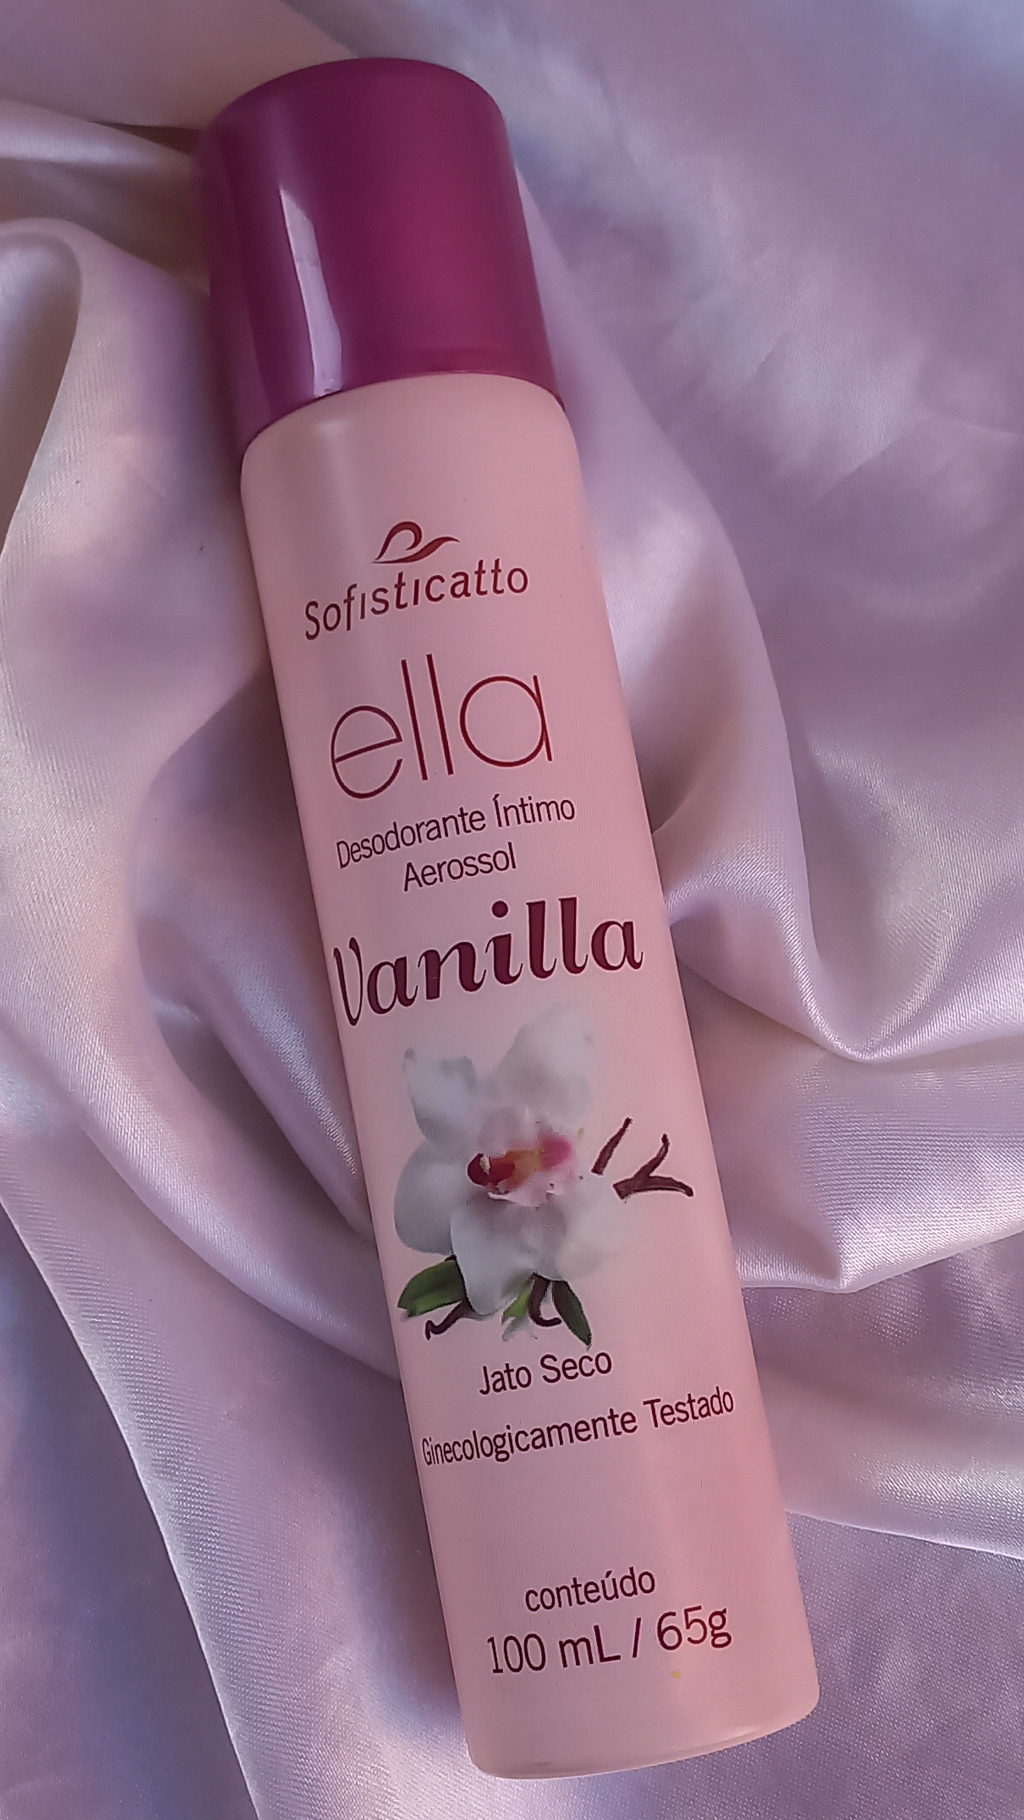 Sofisticatto
ella
Desodorante Íntimo
Aerossol
Vanilla
Jato Seco
Ginecologicamente Testado
conteúdo
100 mL / 65g